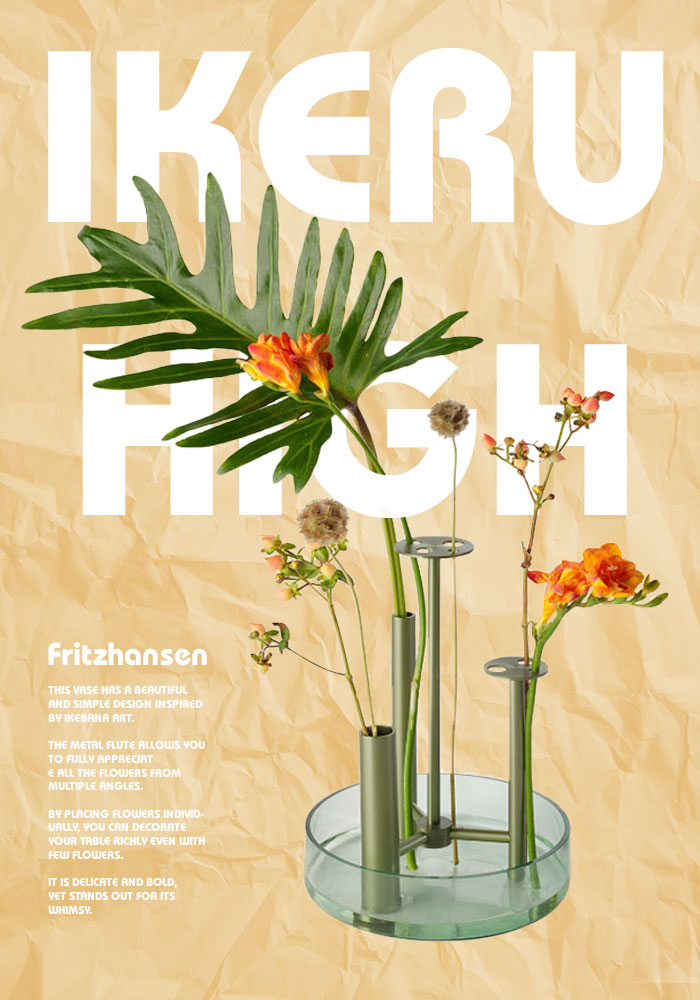 IKERU
HIGH
Fritzhansen
THIS VASE HAS A BEAUTIFUL
AND SIMPLE DESIGN INSPIRED
BY IKEBANA ART.
THE METAL FLUTE ALLOWS YOU
TO FULLY APPRECIAT
E ALL THE FLOWERS FROM
MULTIPLE ANGLES.
BY PLACING FLOWERS INDIVID-
UALLY, YOU CAN DECORATE
YOUR TABLE RICHLY EVEN WITH
FEW FLOWERS.
IT IS DELICATE AND BOLD,
YET STANDS OUT FOR ITS
WHIMSY.